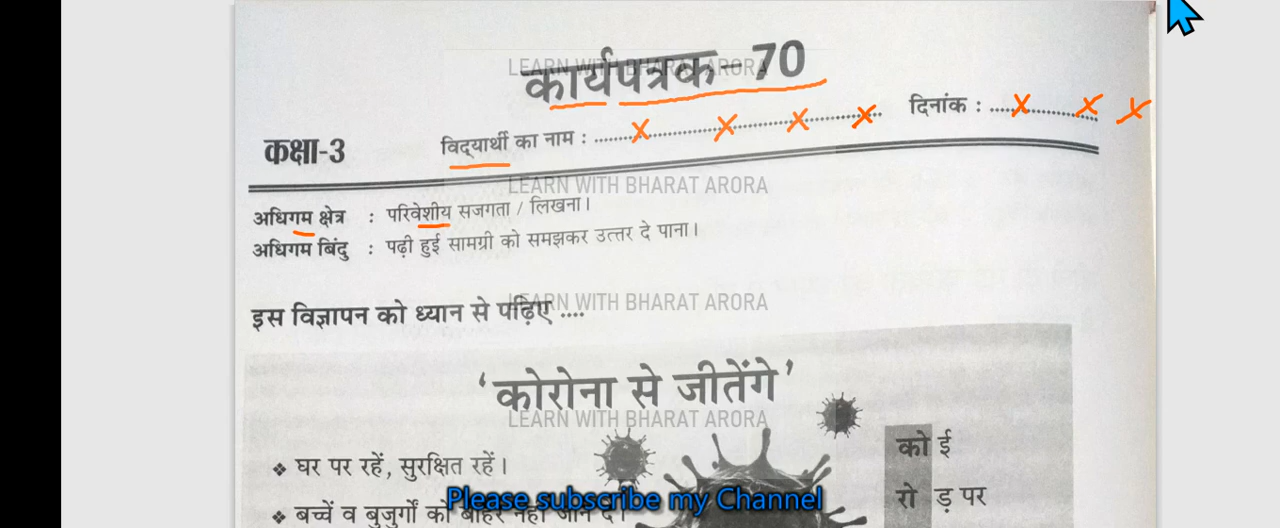 LEARN WITH BHARAT ARORA
कार्यपत्रक – 70
दिनांक :
कक्षा-3 विद्यार्थी का नाम :
LEARN WITH BHARAT ARORA
अधिगम क्षेत्र : परिवेशीय सजगता / लिखना।
अधिगम बिंदु : पढ़ी हुई सामग्री को समझकर उत्तर दे पाना।
LEARN WITH BHARAT ARORA
इस विज्ञापन को ध्यान से पढ़िए ....
'कोरोना से जीतेंगे'
LEARN WITH BHARAT ARORA
को ई
❖ घर पर रहें, सुरक्षित रहें।
रो ड़ पर
❖ बच्चें व बुजुर्गों को बाहर नहीं जाने दें।
Please subscribe my Channel